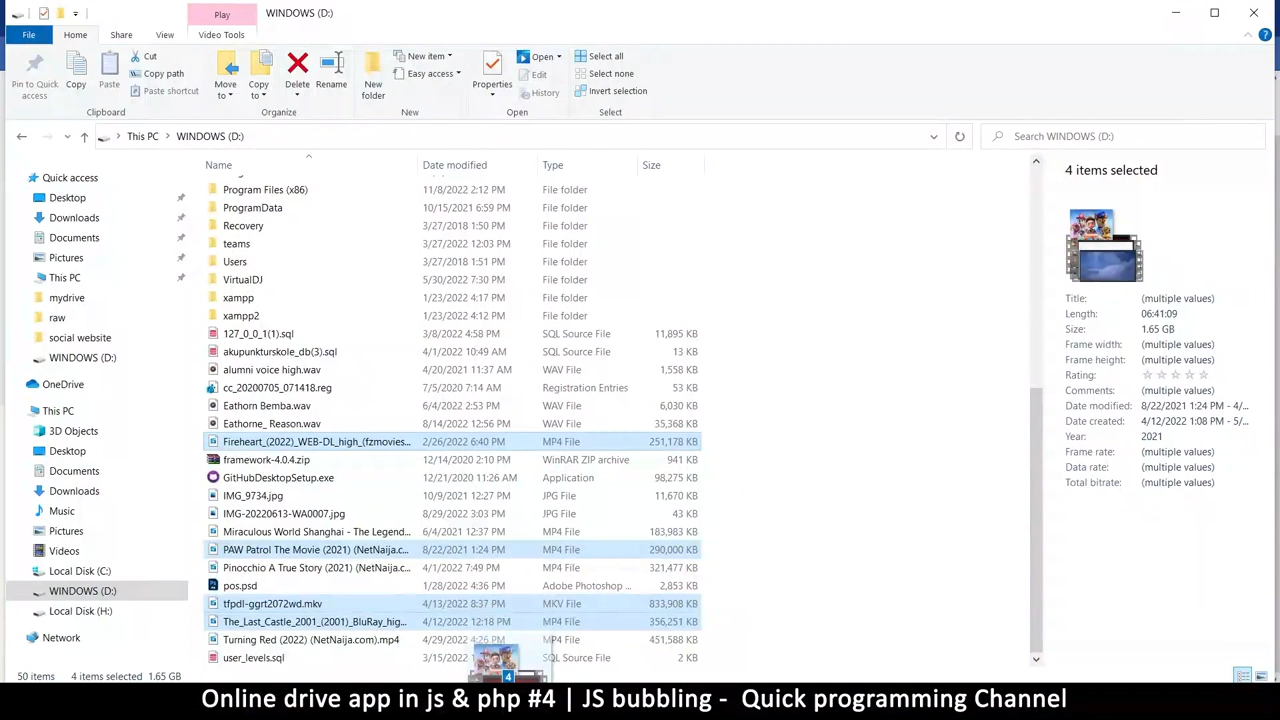 Play
WINDOWS (D:)
File
Home
Share
View
Video Tools
Pin to Quick access
Copy
Paste
Cut
Copy path
Paste shortcut
Clipboard
Move to
Copy to
Delete
Rename
Organize
New folder
New item
Easy access
New
Properties
Open
Edit
History
Open
Select all
Select none
Invert selection
Select
This PC
WINDOWS (D:)
Search WINDOWS (D:)
Quick access
Desktop
Downloads
Documents
Pictures
This PC
mydrive
raw
social website
WINDOWS (D:)
OneDrive
This PC
3D Objects
Desktop
Documents
Downloads
Music
Pictures
Videos
Local Disk (C:)
WINDOWS (D:)
Local Disk (H:)
Network
Name Date modified Type Size
Program Files (x86) 11/8/2022 2:12 PM File folder
ProgramData 10/15/2021 6:59 PM File folder
Recovery 3/27/2018 1:50 PM File folder
teams 3/27/2022 12:03 PM File folder
Users 3/27/2018 1:51 PM File folder
VirtualDJ 5/30/2022 7:30 PM File folder
xampp 1/23/2022 4:17 PM File folder
xampp2 1/23/2022 4:12 PM File folder
127_0_0_1(1).sql 3/8/2022 4:58 PM SQL Source File 11,895 KB
akupunkturskole_db(3).sql 4/1/2022 10:49 AM SQL Source File 13 KB
alumni voice high.wav 4/20/2021 11:37 AM WAV File 1,558 KB
cc_20200705_071418.reg 7/5/2020 7:14 AM Registration Entries 53 KB
Eathorn Bemba.wav 6/4/2022 2:53 PM WAV File 6,030 KB
Eathorne_ Reason.wav 8/14/2022 12:56 PM WAV File 35,368 KB
Fireheart_(2022)_WEB-DL_high_(fzmovies... 2/26/2022 6:40 PM MP4 File 251,178 KB
framework-4.0.4.zip 12/14/2020 2:10 PM WinRAR ZIP archive 941 KB
GitHubDesktopSetup.exe 12/21/2020 11:26 AM Application 98,275 KB
IMG_9734.jpg 10/9/2021 12:27 PM JPG File 11,670 KB
IMG-20220613-WA0007.jpg 8/29/2022 3:03 PM JPG File 43 KB
Miraculous World Shanghai - The Legend... 6/4/2021 12:37 PM MP4 File 183,983 KB
PAW Patrol The Movie (2021) (NetNaija.c... 8/22/2021 1:24 PM MP4 File 290,000 KB
Pinocchio A True Story (2021) (NetNaija.c... 4/1/2022 7:49 PM MP4 File 321,477 KB
pos.psd 1/28/2022 4:36 PM Adobe Photoshop ... 2,853 KB
tfpdl-ggrt2072wd.mkv 4/13/2022 8:37 PM MKV File 833,908 KB
The_Last_Castle_2001_(2001)_BluRay_hig... 4/12/2022 12:18 PM MP4 File 356,251 KB
Turning Red (2022) (NetNaija.com).mp4 4/29/2022 4:26 PM MP4 File 451,588 KB
user_levels.sql 3/15/2022 SQL Source File 2 KB
4
4 items selected
Title: (multiple values)
Length: 06:41:09
Size: 1.65 GB
Frame width: (multiple values)
Frame height: (multiple values)
Rating:
Comments: (multiple values)
Date modified: 8/22/2021 1:24 PM - 4/...
Date created: 4/12/2022 1:08 PM - 5/...
Year: 2021
Frame rate: (multiple values)
Data rate: (multiple values)
Total bitrate: (multiple values)
50 items 4 items selected 1.65 GB
Online drive app in js & php #4 | JS bubbling - Quick programming Channel